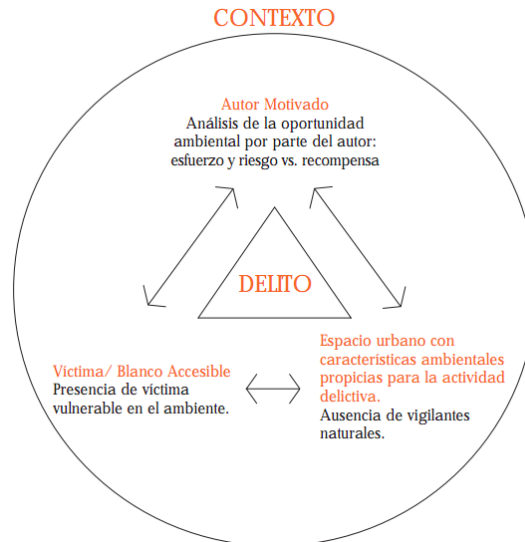 CONTEXTO
Autor Motivado
Análisis de la oportunidad
ambiental por parte del autor:
esfuerzo y riesgo vs. recompensa
DELITO
Víctima/ Blanco Accesible
Presencia de víctima
vulnerable en el ambiente.
Espacio urbano con
características ambientales
propicias para la actividad
delictiva.
Ausencia de vigilantes
naturales.